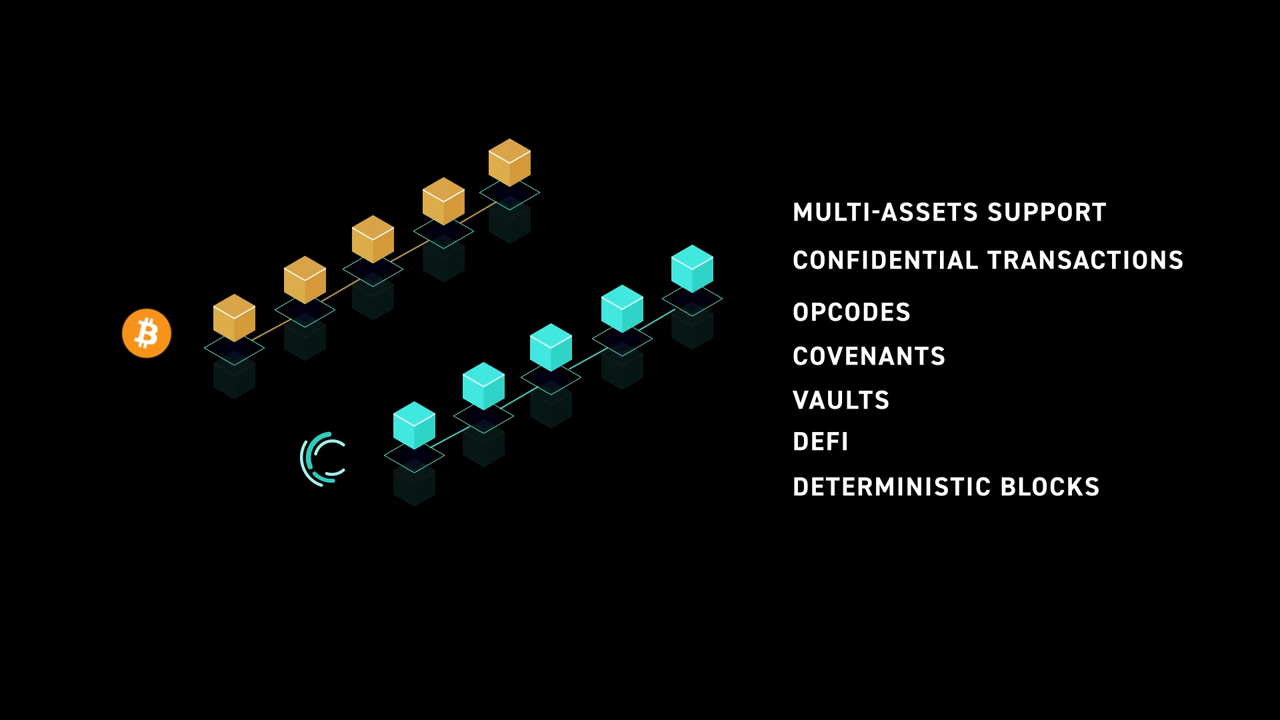 MULTI-ASSETS SUPPORT
CONFIDENTIAL TRANSACTIONS
OPCODES
COVENANTS
VAULTS
DEFI
DETERMINISTIC BLOCKS